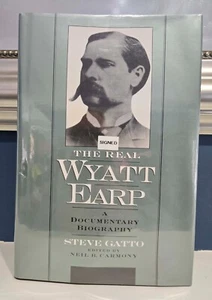 SIGNED
THE REAL
WYATT
EARP
A
DOCUMENTARY
BIOGRAPHY
STEVE GATTO
EDITED BY
NEIL B. CARMONY